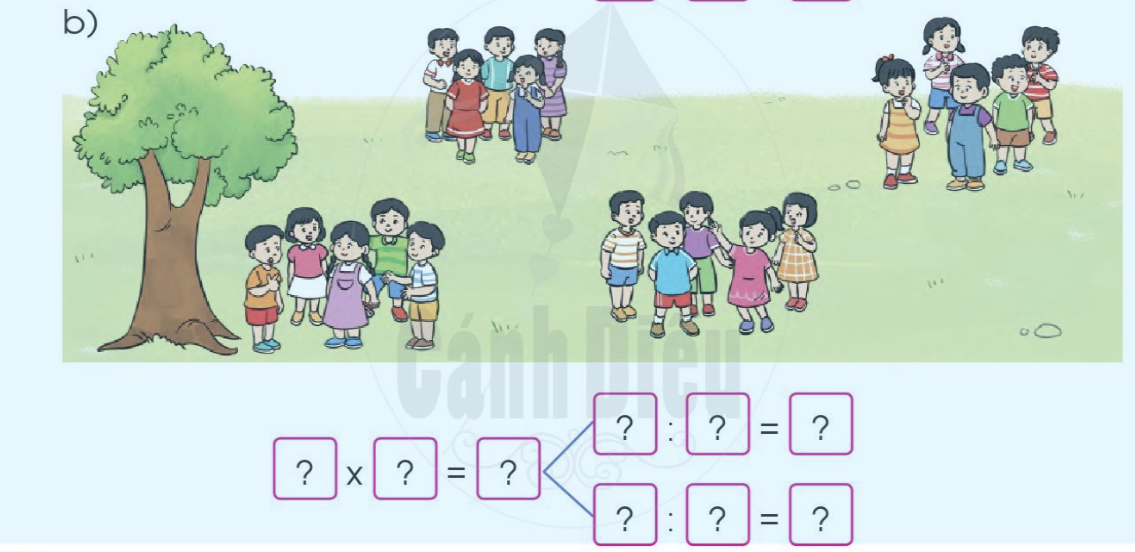 b)
Cánh Diều
? : ? = ?
? x ? = ?
? : ? = ?